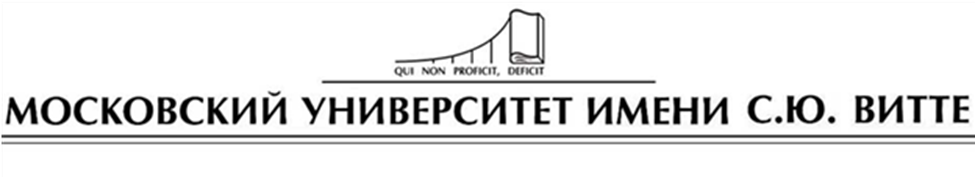 QUI NON PROFICIT, DEFICIT
МОСКОВСКИЙ УНИВЕРСИТЕТ ИМЕНИ С.Ю. ВИТТЕ